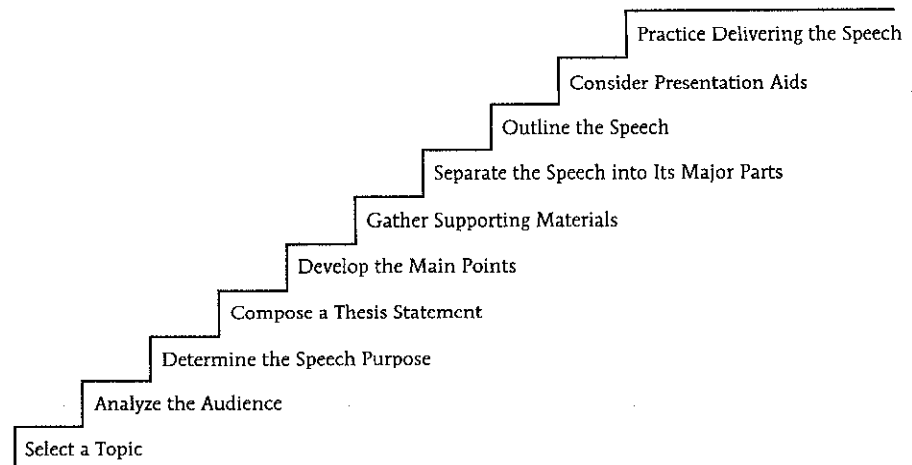 Practice Delivering the Speech
Consider Presentation Aids
Outline the Speech
Separate the Speech into Its Major Parts
Gather Supporting Materials
Develop the Main Points
Compose a Thesis Statement
Determine the Speech Purpose
Analyze the Audience
Select a Topic